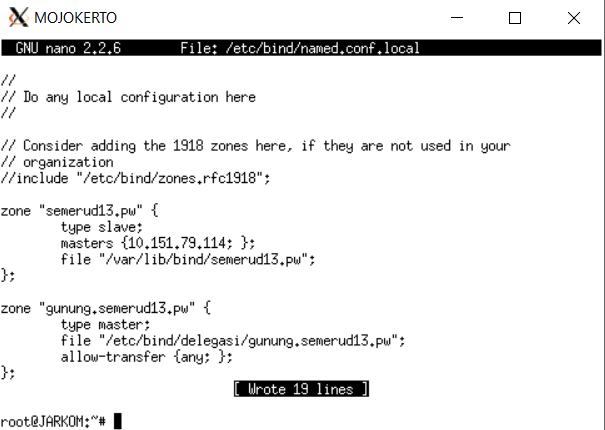 MOJOKERTO
GNU nano 2.2.6 File: /etc/bind/named.conf.local
//
// Do any local configuration here
//
// Consider adding the 1918 zones here, if they are not used in your
// organization
//include "/etc/bind/zones.rfc1918";
zone "semerud13.pw" {
type slave;
masters {10.151.79.114; };
file "/var/lib/bind/semerud13.pw";
};
zone "gunung.semerud13.pw" {
type master;
file "/etc/bind/delegasi/gunung.semerud13.pw";
allow-transfer {any; };
};
[ Wrote 19 lines ]
root@JARKOM:~#